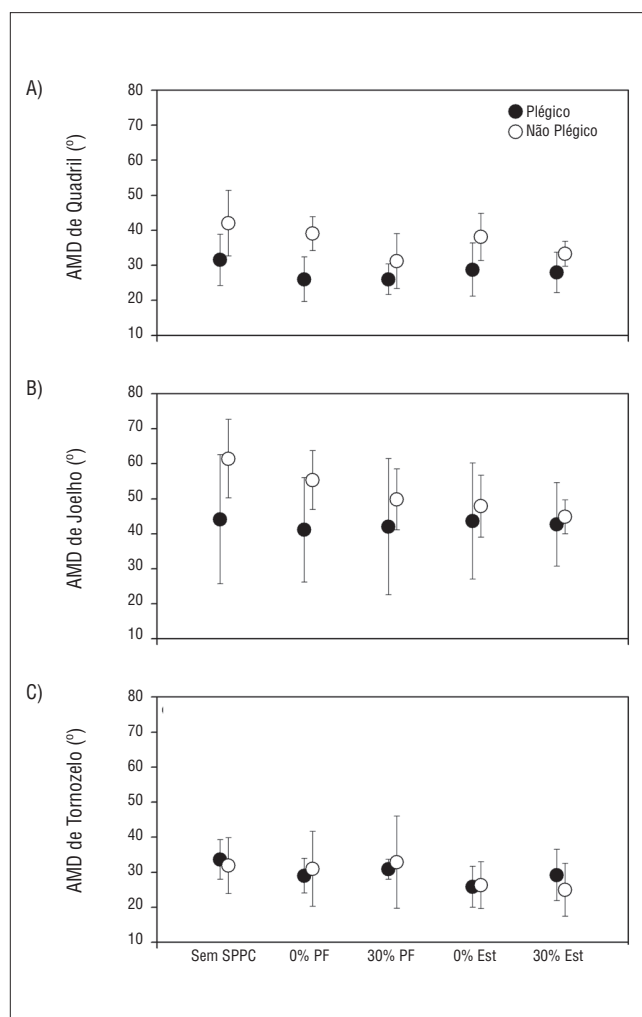 A)
AMD de Quadril (º)
80
70
60
50
40
30
20
10
Plégico
Não Plégico
B)
AMD de Joelho (º)
80
70
60
50
40
30
20
10
C)
AMD de Tornozelo (º)
80
70
60
50
40
30
20
10
Sem SPPC 0% PF 30% PF 0% Est 30% Est